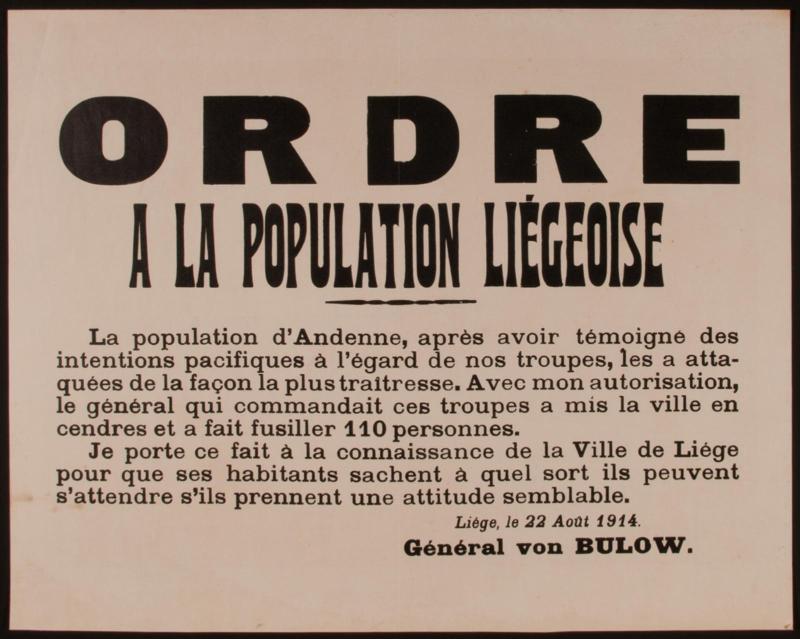 ORDRE
A LA POPULATION LIÉGEOISE
La population d'Andenne, après avoir témoigné des
intentions pacifiques à l'égard de nos troupes, les a atta-
quées de la façon la plus traîtresse. Avec mon autorisation,
le général qui commandait ces troupes a mis la ville en
cendres et a fait fusiller 110 personnes.
Je porte ce fait à la connaissance de la Ville de Liége
pour que ses habitants sachent à quel sort ils peuvent
s'attendre s'ils prennent une attitude semblable.
Liége, le 22 Août 1914.
Général von BULOW.